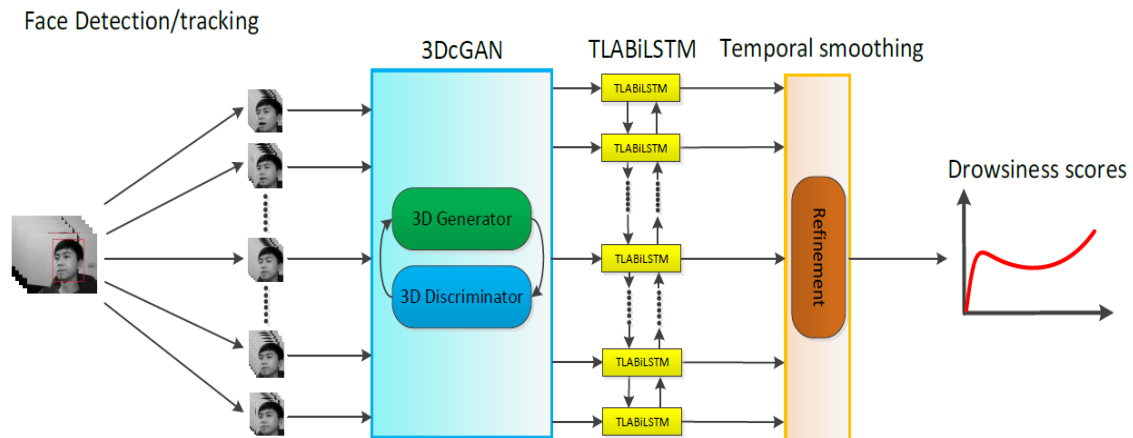 Face Detection/tracking
3DcGAN
TLABiLSTM
Temporal smoothing
TLABiLSTM
TLABiLSTM
TLABiLSTM
TLABiLSTM
TLABiLSTM
3D Generator
3D Discriminator
Refinement
Drowsiness scores